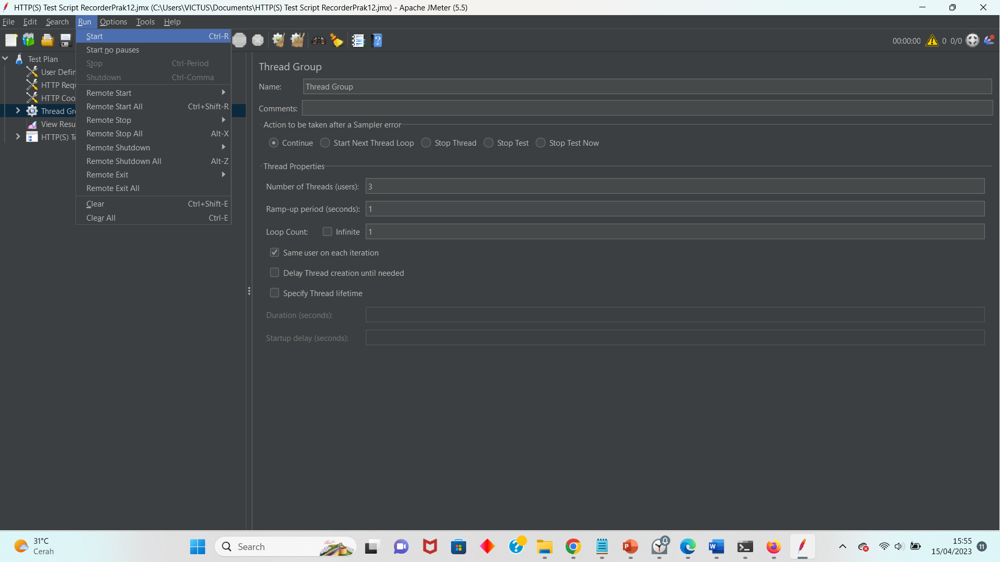 HTTP(S) Test Script RecorderPrak12.jmx (C:\Users\VICTUS\Documents\HTTP(S) Test Script RecorderPrak12.jmx) - Apache JMeter (5.5)
File Edit Search Run Options Tools Help
Start Ctrl-R
Start no pauses
Stop Ctrl-Period
Shutdown Ctrl-Comma
Remote Start
Remote Start All Ctrl+Shift-R
Remote Stop
Remote Stop All Alt-X
Remote Shutdown
Remote Shutdown All Alt-Z
Remote Exit
Remote Exit All
Clear Ctrl+Shift-E
Clear All Ctrl-E
00:00:00 0 0/0
Test Plan
User Defin
HTTP Requ
HTTP Coo
Thread Gr
View Resu
HTTP(S) Te
Thread Group
Name: Thread Group
Comments:
Action to be taken after a Sampler error
Continue Start Next Thread Loop Stop Thread Stop Test Stop Test Now
Thread Properties
Number of Threads (users): 3
Ramp-up period (seconds): 1
Loop Count: Infinite 1
Same user on each iteration
Delay Thread creation until needed
Specify Thread lifetime
Duration (seconds):
Startup delay (seconds):
31°C
Cerah
Search
15:55
15/04/2023
11